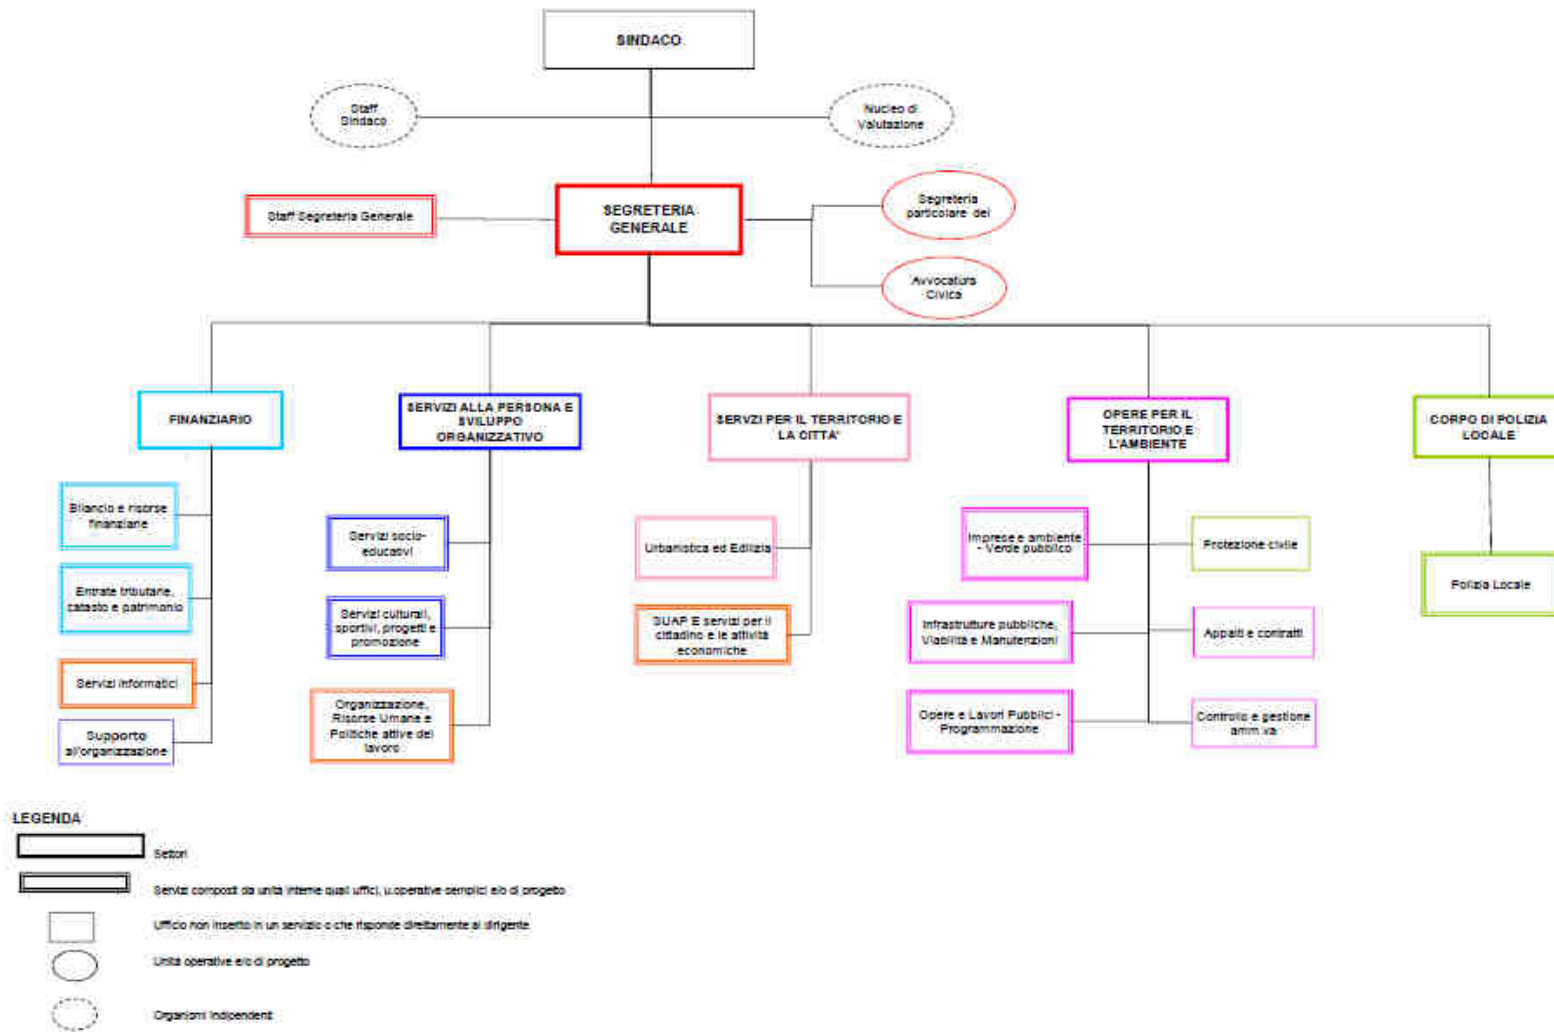 SINDACO
Staff
Sindaco
Nucleo di
Valutazione
Staff Segreteria Generale
SEGRETERIA
GENERALE
Segreteria
particolare del
Avvocatura
Civica
FINANZIARIO
SERVIZI ALLA PERSONA E
SVILUPPO
ORGANIZZATIVO
SERVZI PER IL TERRITORIO E
LA CITTA'
OPERE PER IL
TERRITORIO E
L'AMBIENTE
CORPO DI POLIZIA
LOCALE
Bilancio e risorse
finanziarie
Entrate tributarie,
catasto e patrimonio
Servizi informatici
Supporto
all'organizzazione
Servizi socio-
educativi
Servizi culturali,
sportivi, progetti e
promozione
Organizzazione,
Risorse Umane e
Politiche attive del
lavoro
Urbanistica ed Edilizia
SUAP E servizi per il
cittadino e le attività
economiche
Imprese e ambiente
- Verde pubblico
Infrastrutture pubbliche,
Viabilità e Manutenzioni
Opere e Lavori Pubblici -
Programmazione
Protezione civile
Appalti e contratti
Controllo e gestione
amm.va
Polizia Locale
LEGENDA
Settori
Servizi composti da unità interne quali uffici, u.operative semplici e/o di progetto
Ufficio non inserito in un servizio o che risponde direttamente al dirigente
Unità operative e/o di progetto
Organismi indipendenti